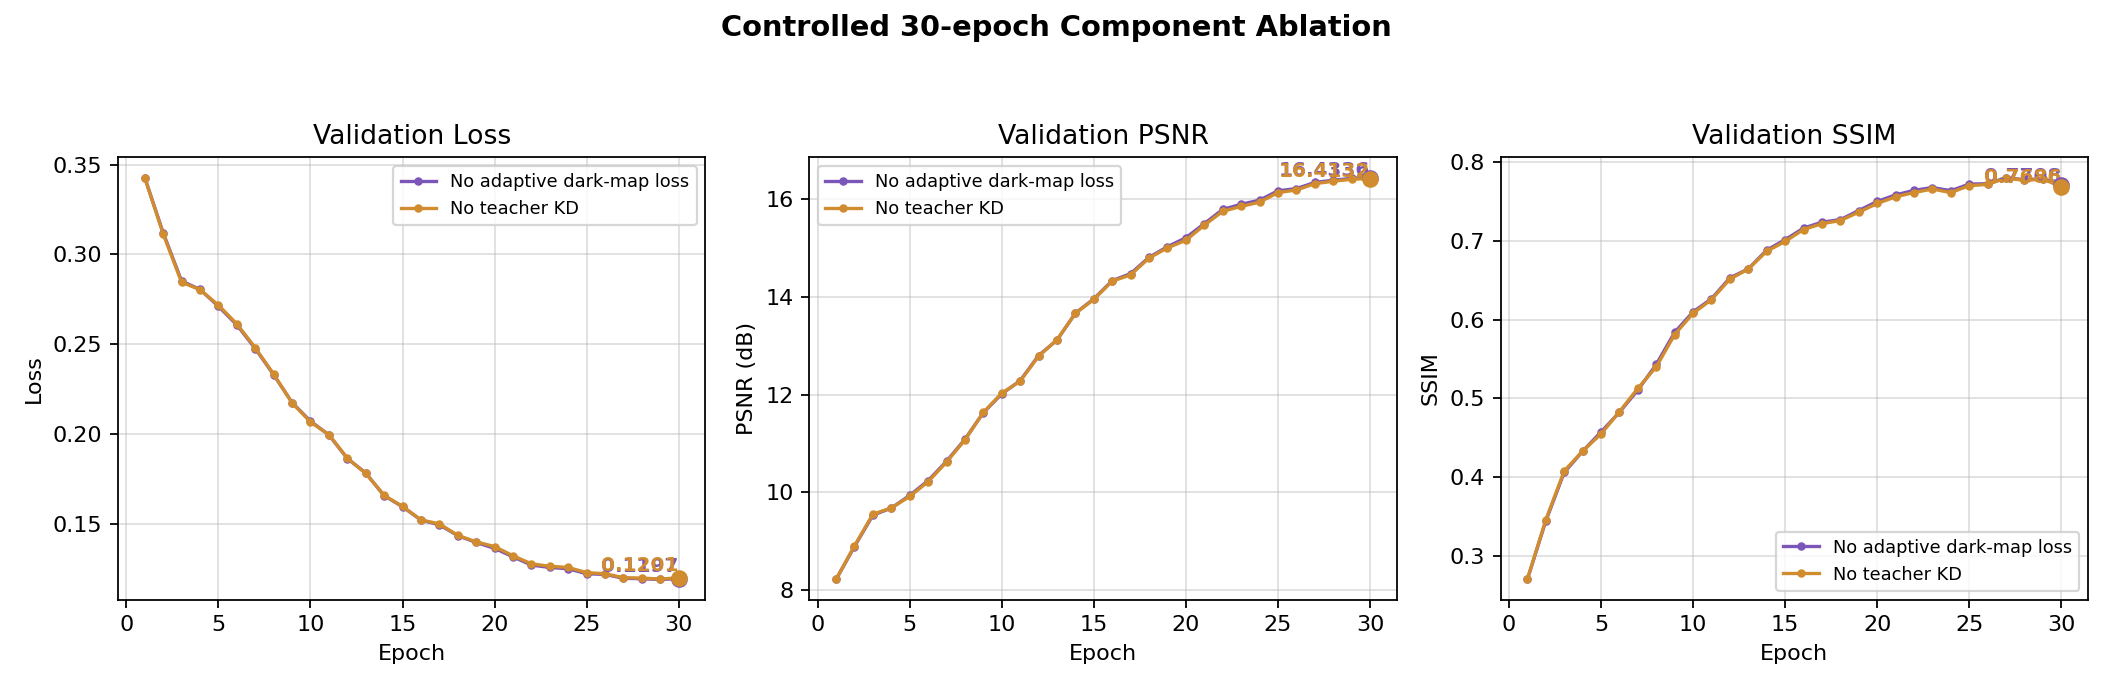 Controlled 30-epoch Component Ablation
Validation Loss
0.35
0.30
0.25
0.20
0.15
Loss
0
5
10
15
20
25
30
Epoch
No adaptive dark-map loss
No teacher KD
Validation PSNR
16
14
12
10
8
PSNR (dB)
0
5
10
15
20
25
30
Epoch
No adaptive dark-map loss
No teacher KD
Validation SSIM
0.8
0.7
0.6
0.5
0.4
0.3
SSIM
0
5
10
15
20
25
30
Epoch
No adaptive dark-map loss
No teacher KD